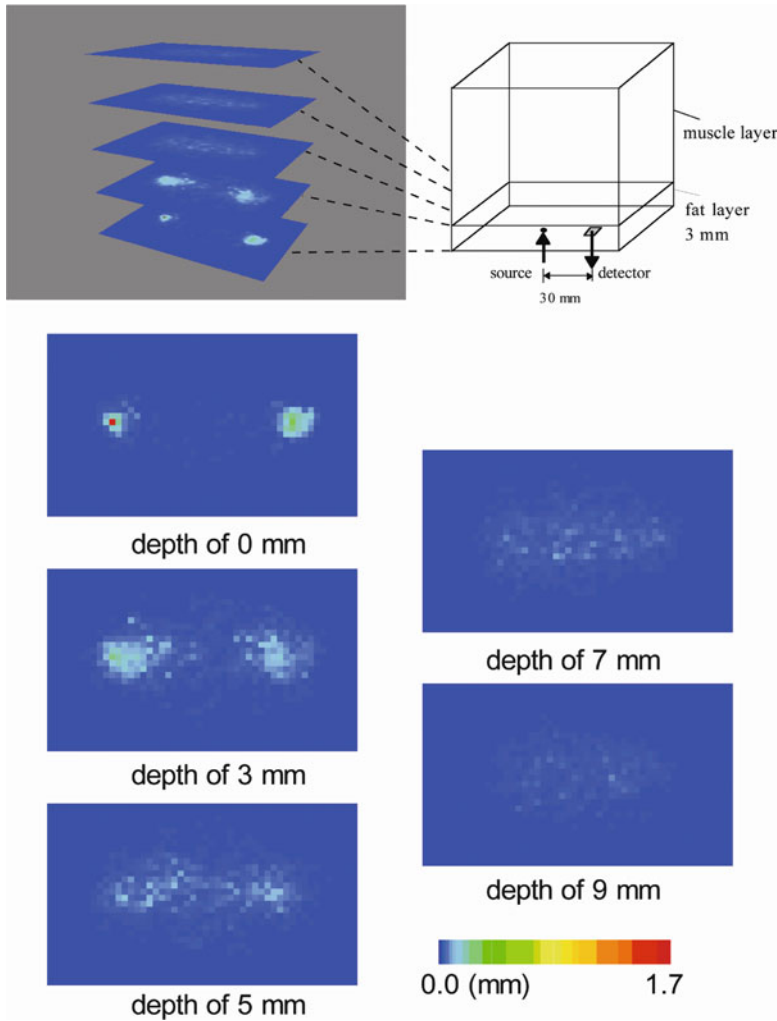 muscle layer
fat layer
3 mm
source
detector
30 mm
depth of 0 mm
depth of 7 mm
depth of 3 mm
depth of 9 mm
depth of 5 mm
0.0 (mm) 1.7